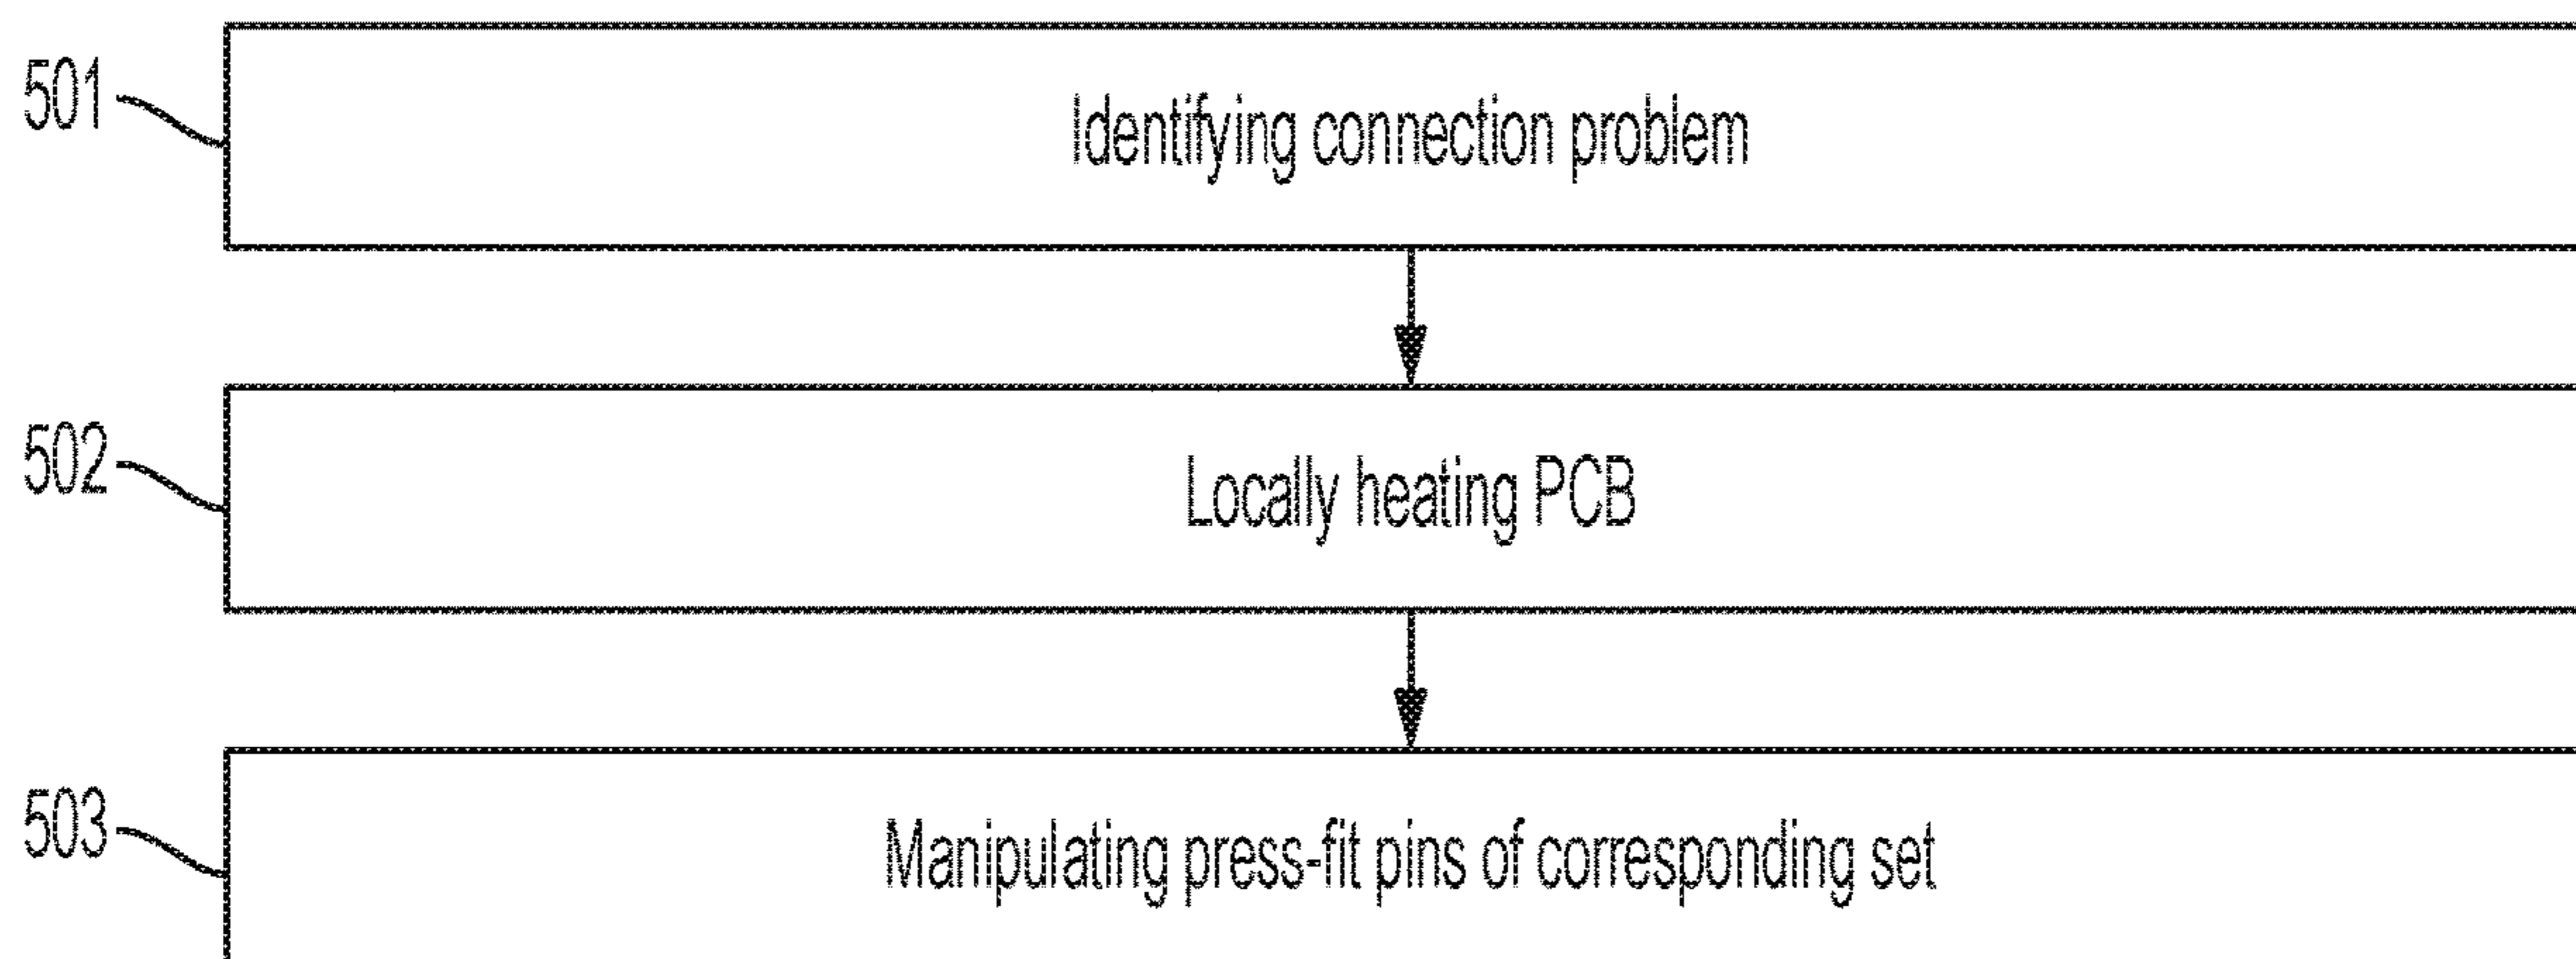 501
Identifying connection problem
502
Locally heating PCB
503
Manipulating press-fit pins of corresponding set